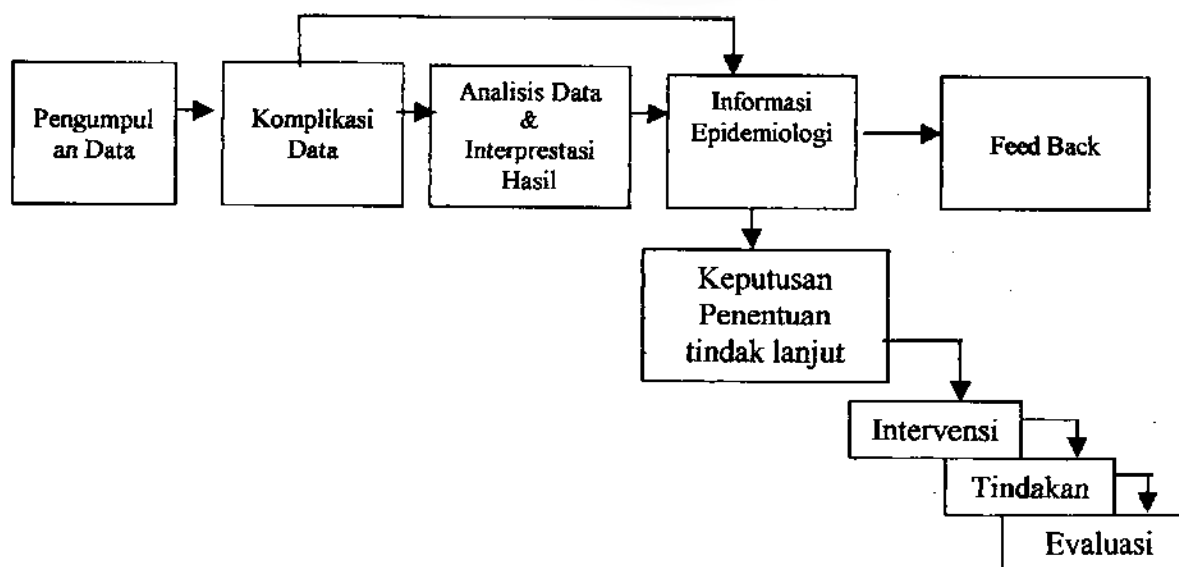 Pengumpul
an Data
Komplikasi
Data
Analisis Data
&
Interprestasi
Hasil
Informasi
Epidemiologi
Feed Back
Keputusan
Penentuan
tindak lanjut
Intervensi
Tindakan
Evaluasi